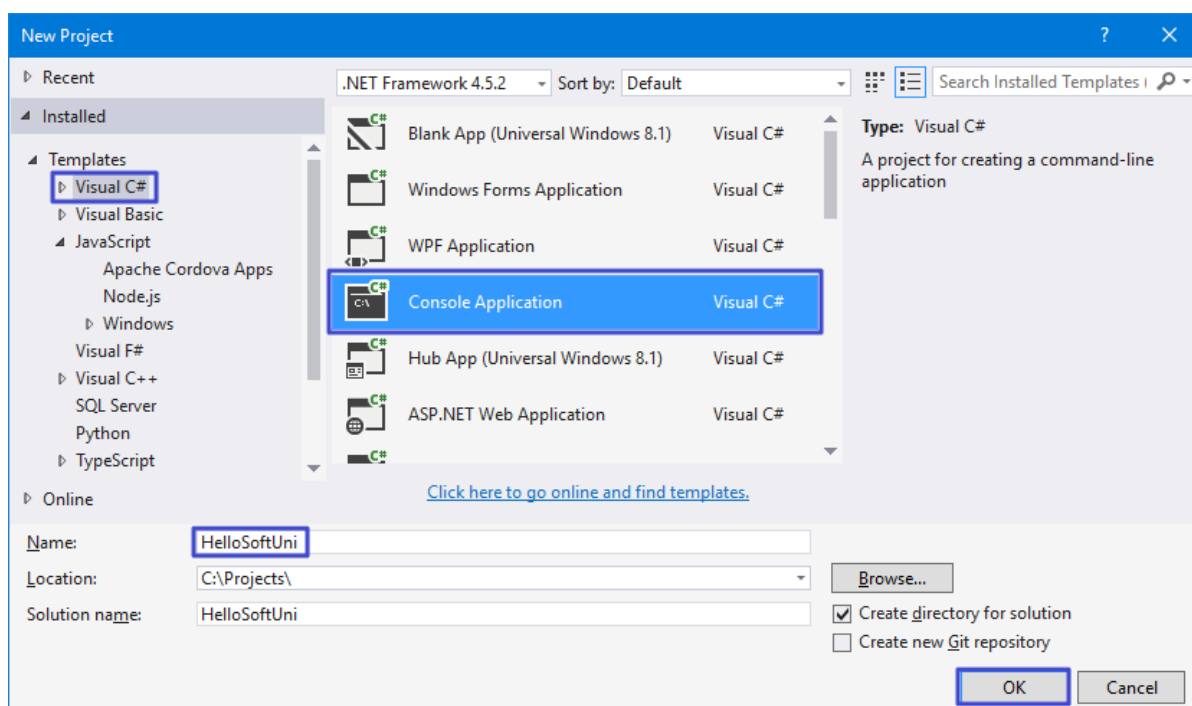 New Project
?
Recent
.NET Framework 4.5.2
Sort by: Default
Search Installed Templates (
Installed
Templates
Visual C#
Visual Basic
JavaScript
Apache Cordova Apps
Node.js
Windows
Visual F#
Visual C++
SQL Server
Python
TypeScript
Online
C# Blank App (Universal Windows 8.1) Visual C#
C# Windows Forms Application Visual C#
C# WPF Application Visual C#
C# C:\ Console Application Visual C#
C# Hub App (Universal Windows 8.1) Visual C#
C# ASP.NET Web Application Visual C#
C#
Click here to go online and find templates.
Type: Visual C#
A project for creating a command-line
application
Name: HelloSoftUni
Location: C:\Projects\
Browse...
Solution name: HelloSoftUni
Create directory for solution
Create new Git repository
OK
Cancel